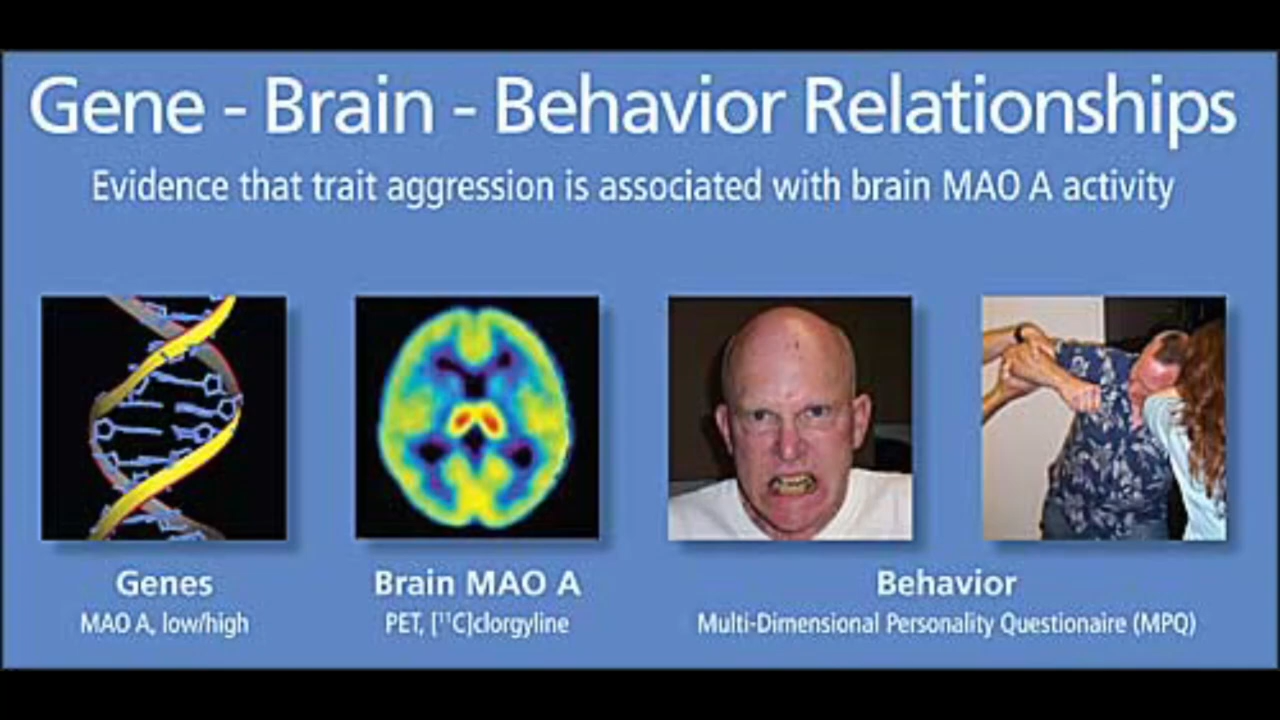 Gene - Brain - Behavior Relationships
Evidence that trait aggression is associated with brain MAO A activity
Genes
MAO A, low/high
Brain MAO A
PET, [¹¹C]clorgyline
Behavior
Multi-Dimensional Personality Questionaire (MPQ)